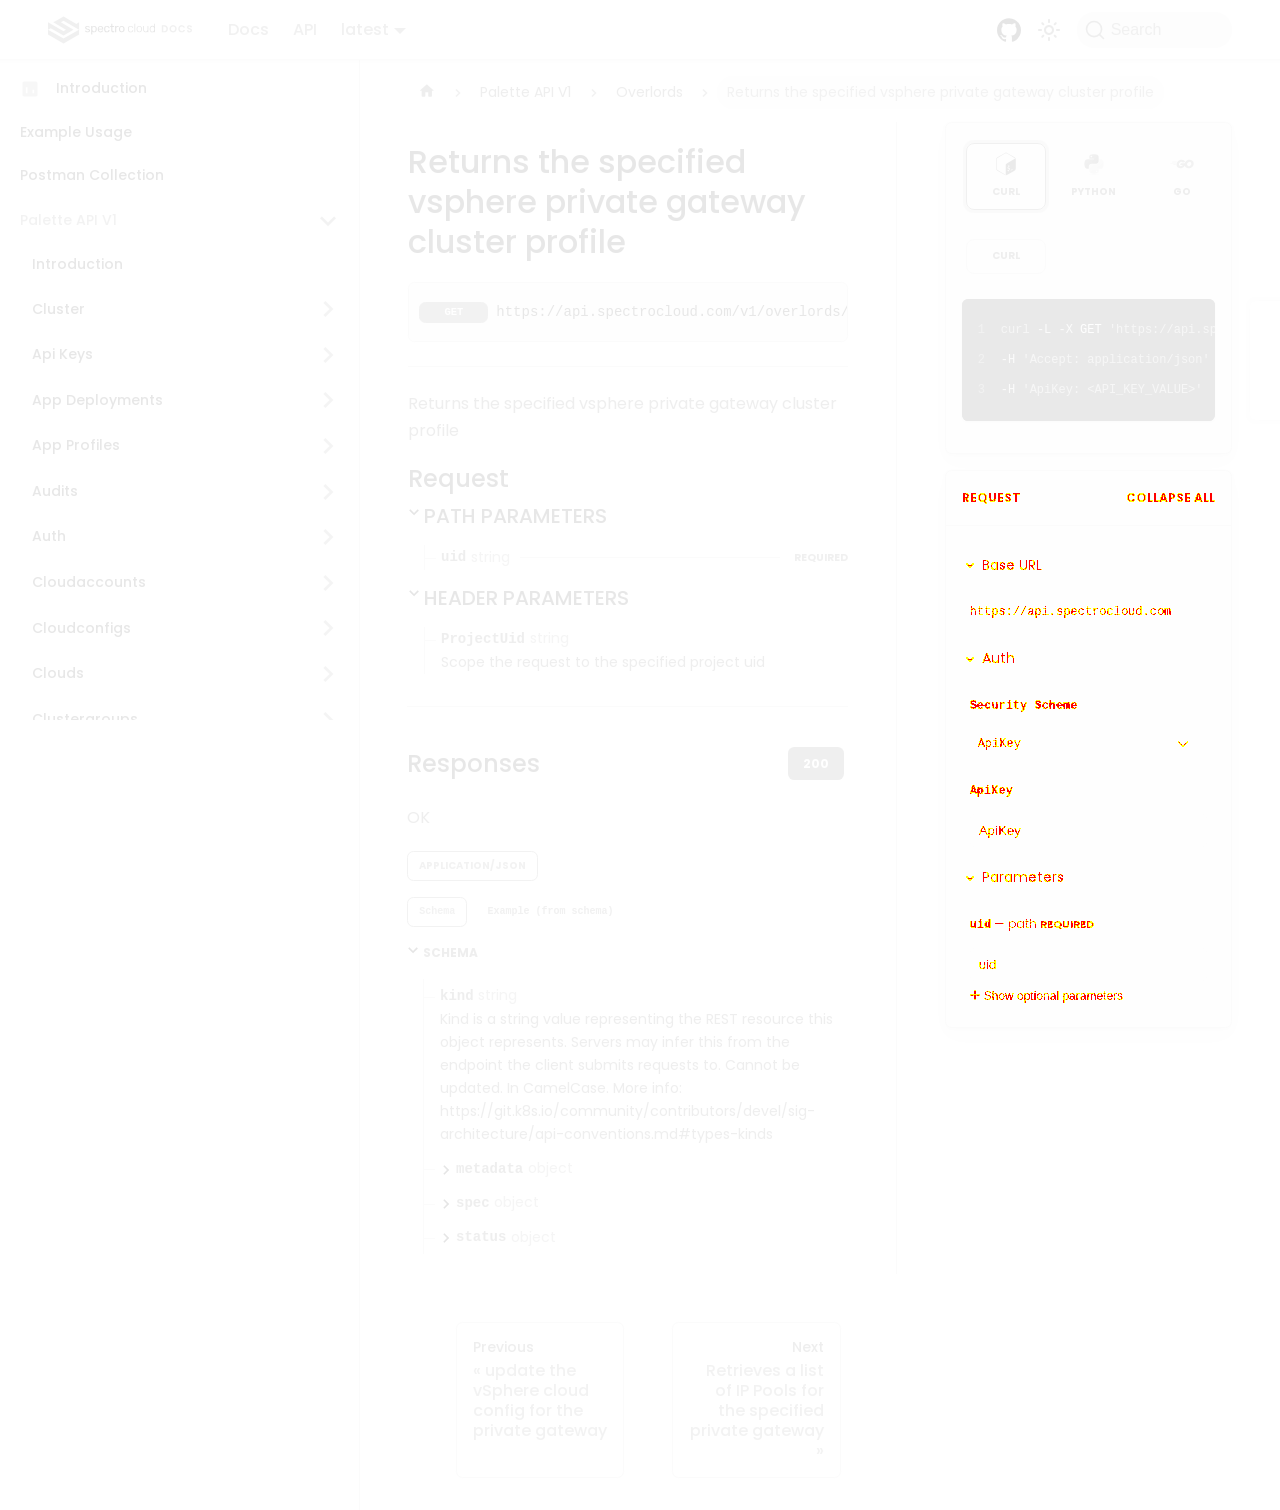 spectro cloud DOCS
Docs API latest
Search
Introduction
Example Usage
Postman Collection
Palette API V1
Introduction
Cluster
Api Keys
App Deployments
App Profiles
Audits
Auth
Cloudaccounts
Cloudconfigs
Clouds
Clustergroups
Palette API V1 > Overlords > Returns the specified vsphere private gateway cluster profile
Returns the specified
vsphere private gateway
cluster profile
GET https://api.spectrocloud.com/v1/overlords/
Returns the specified vsphere private gateway cluster
profile
Request
PATH PARAMETERS
uid string REQUIRED
HEADER PARAMETERS
ProjectUid string
Scope the request to the specified project uid
Responses 200
OK
APPLICATION/JSON
Schema Example (from schema)
SCHEMA
kind string
Kind is a string value representing the REST resource this
object represents. Servers may infer this from the
endpoint the client submits requests to. Cannot be
updated. In CamelCase. More info:
https://git.k8s.io/community/contributors/devel/sig-
architecture/api-conventions.md#types-kinds
metadata object
spec object
status object
Previous
« update the
vSphere cloud
config for the
private gateway
Next
Retrieves a list
of IP Pools for
the specified
private gateway
»
CURL PYTHON GO
CURL
1 curl -L -X GET 'https://api.sp
2 -H 'Accept: application/json'
3 -H 'ApiKey: <API_KEY_VALUE>'
REQUEST COLLAPSE ALL
Base URL
https://api.spectrocloud.com
Auth
Security Scheme
ApiKey
ApiKey
ApiKey
Parameters
uid — path REQUIRED
uid
+ Show optional parameters